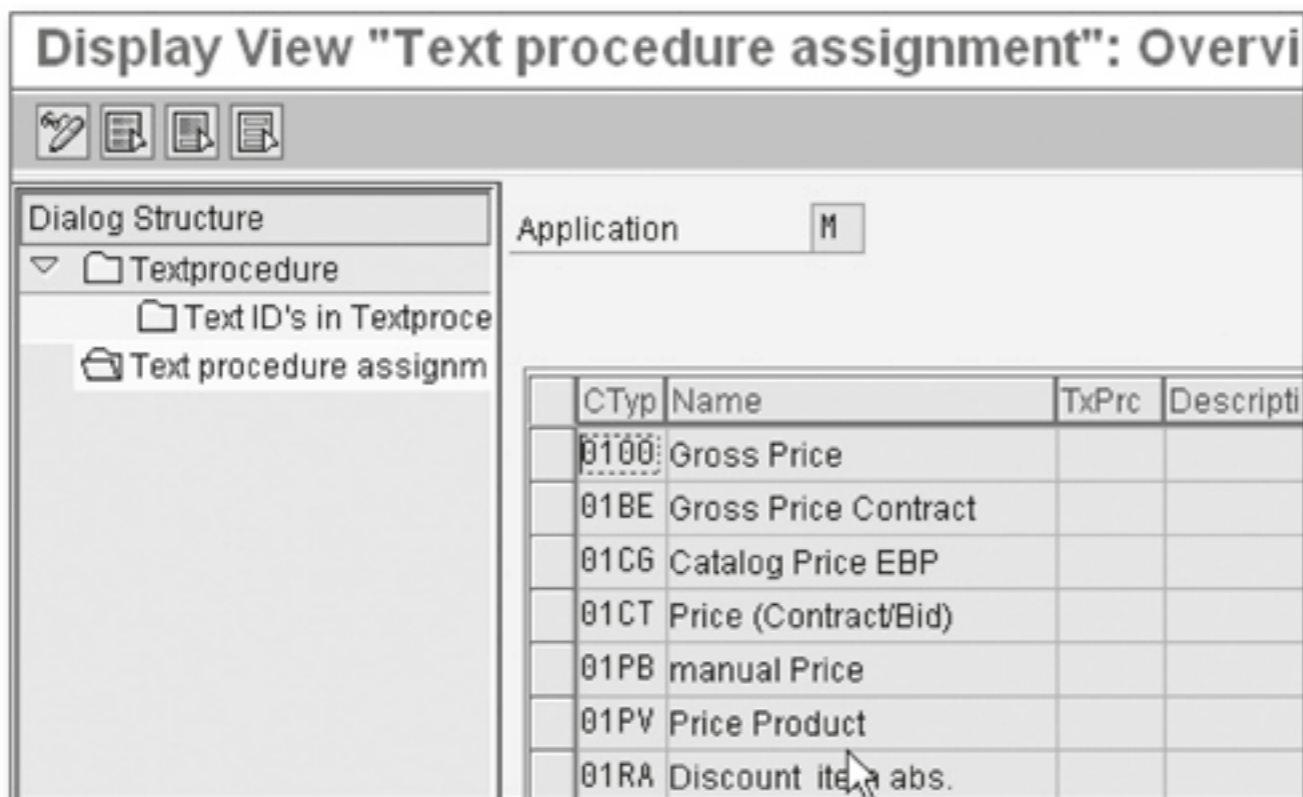 Display View "Text procedure assignment": Overvi
Dialog Structure
Textprocedure
Text ID's in Textproce
Text procedure assignm
Application M
CTyp Name TxPrc Descripti
0100 Gross Price
01BE Gross Price Contract
01CG Catalog Price EBP
01CT Price (Contract/Bid)
01PB manual Price
01PV Price Product
01RA Discount item abs.